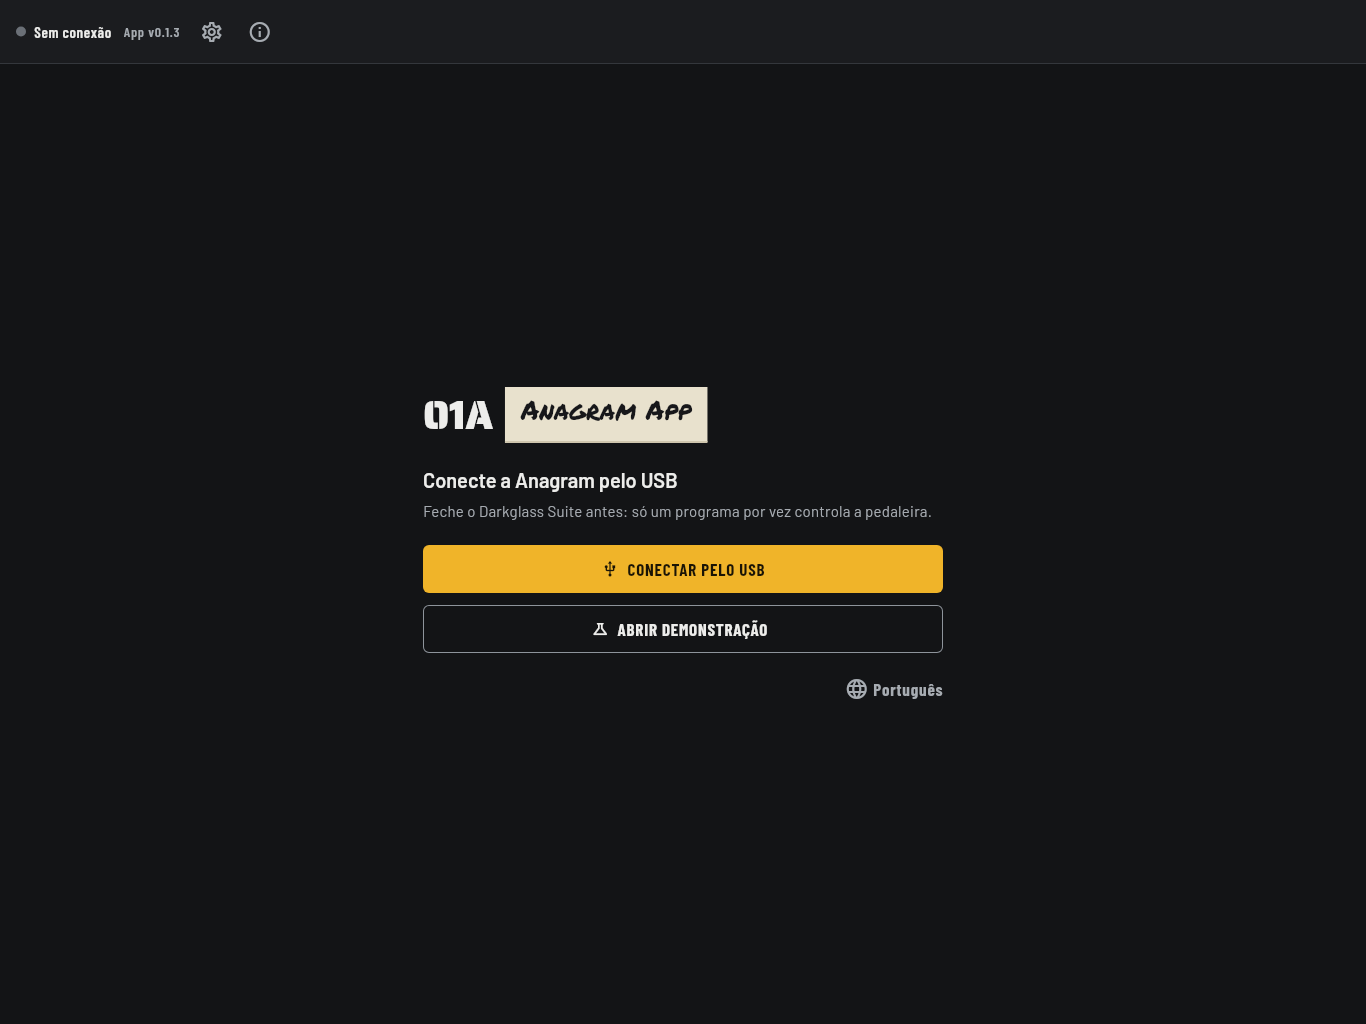 Sem conexão App v0.1.3
01A Anagram App
Conecte a Anagram pelo USB
Feche o Darkglass Suite antes: só um programa por vez controla a pedaleira.
CONECTAR PELO USB
ABRIR DEMONSTRAÇÃO
Português